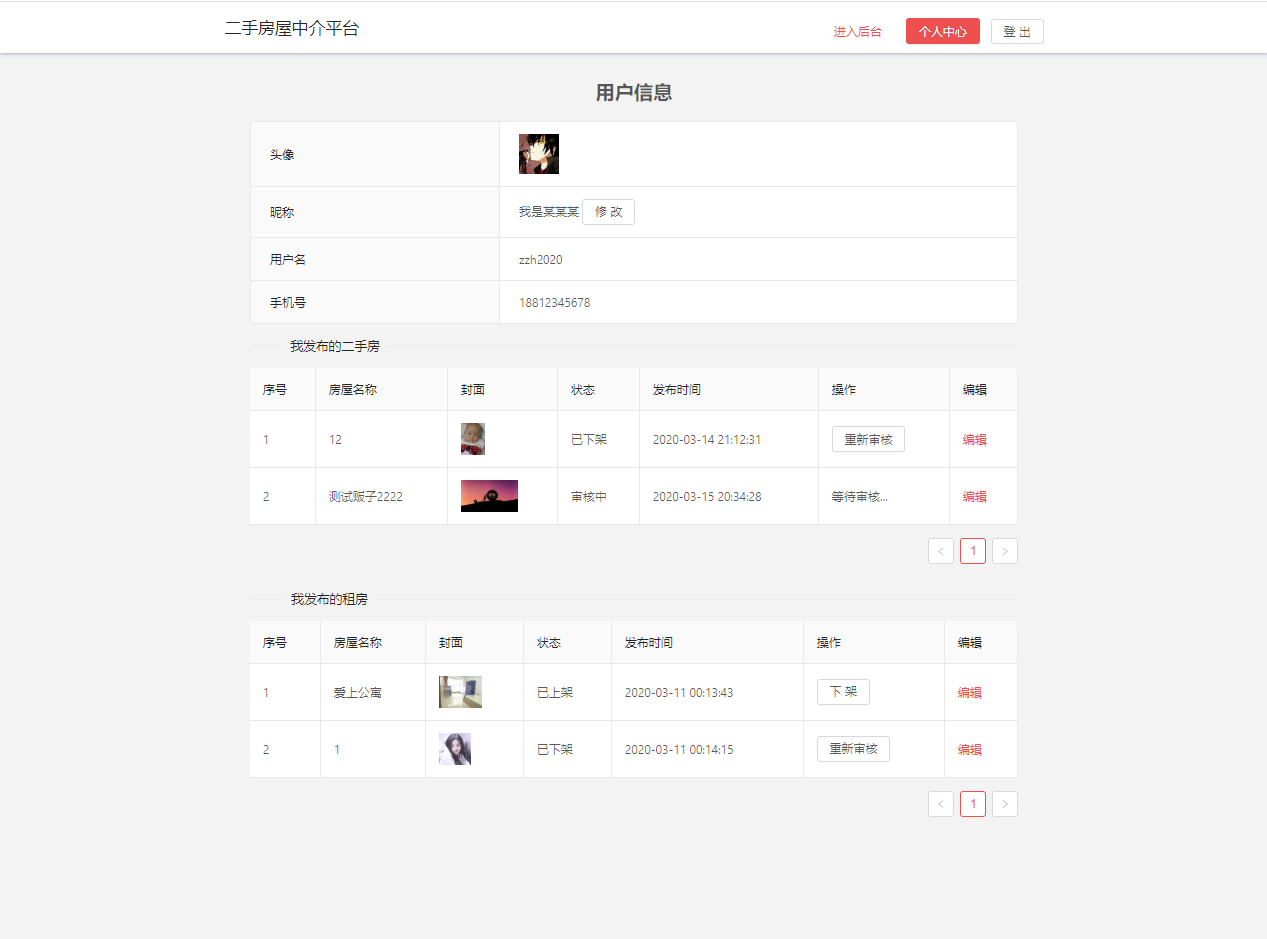 二手房屋中介平台
进入后台 个人中心 登 出
用户信息
头像
昵称 我是某某某 修 改
用户名 zzh2020
手机号 18812345678
我发布的二手房
序号 房屋名称 封面 状态 发布时间 操作 编辑
1 12 已下架 2020-03-14 21:12:31 重新审核 编辑
2 测试贩子2222 审核中 2020-03-15 20:34:28 等待审核... 编辑
< 1 >
我发布的租房
序号 房屋名称 封面 状态 发布时间 操作 编辑
1 爱上公寓 已上架 2020-03-11 00:13:43 下 架 编辑
2 1 已下架 2020-03-11 00:14:15 重新审核 编辑
< 1 >